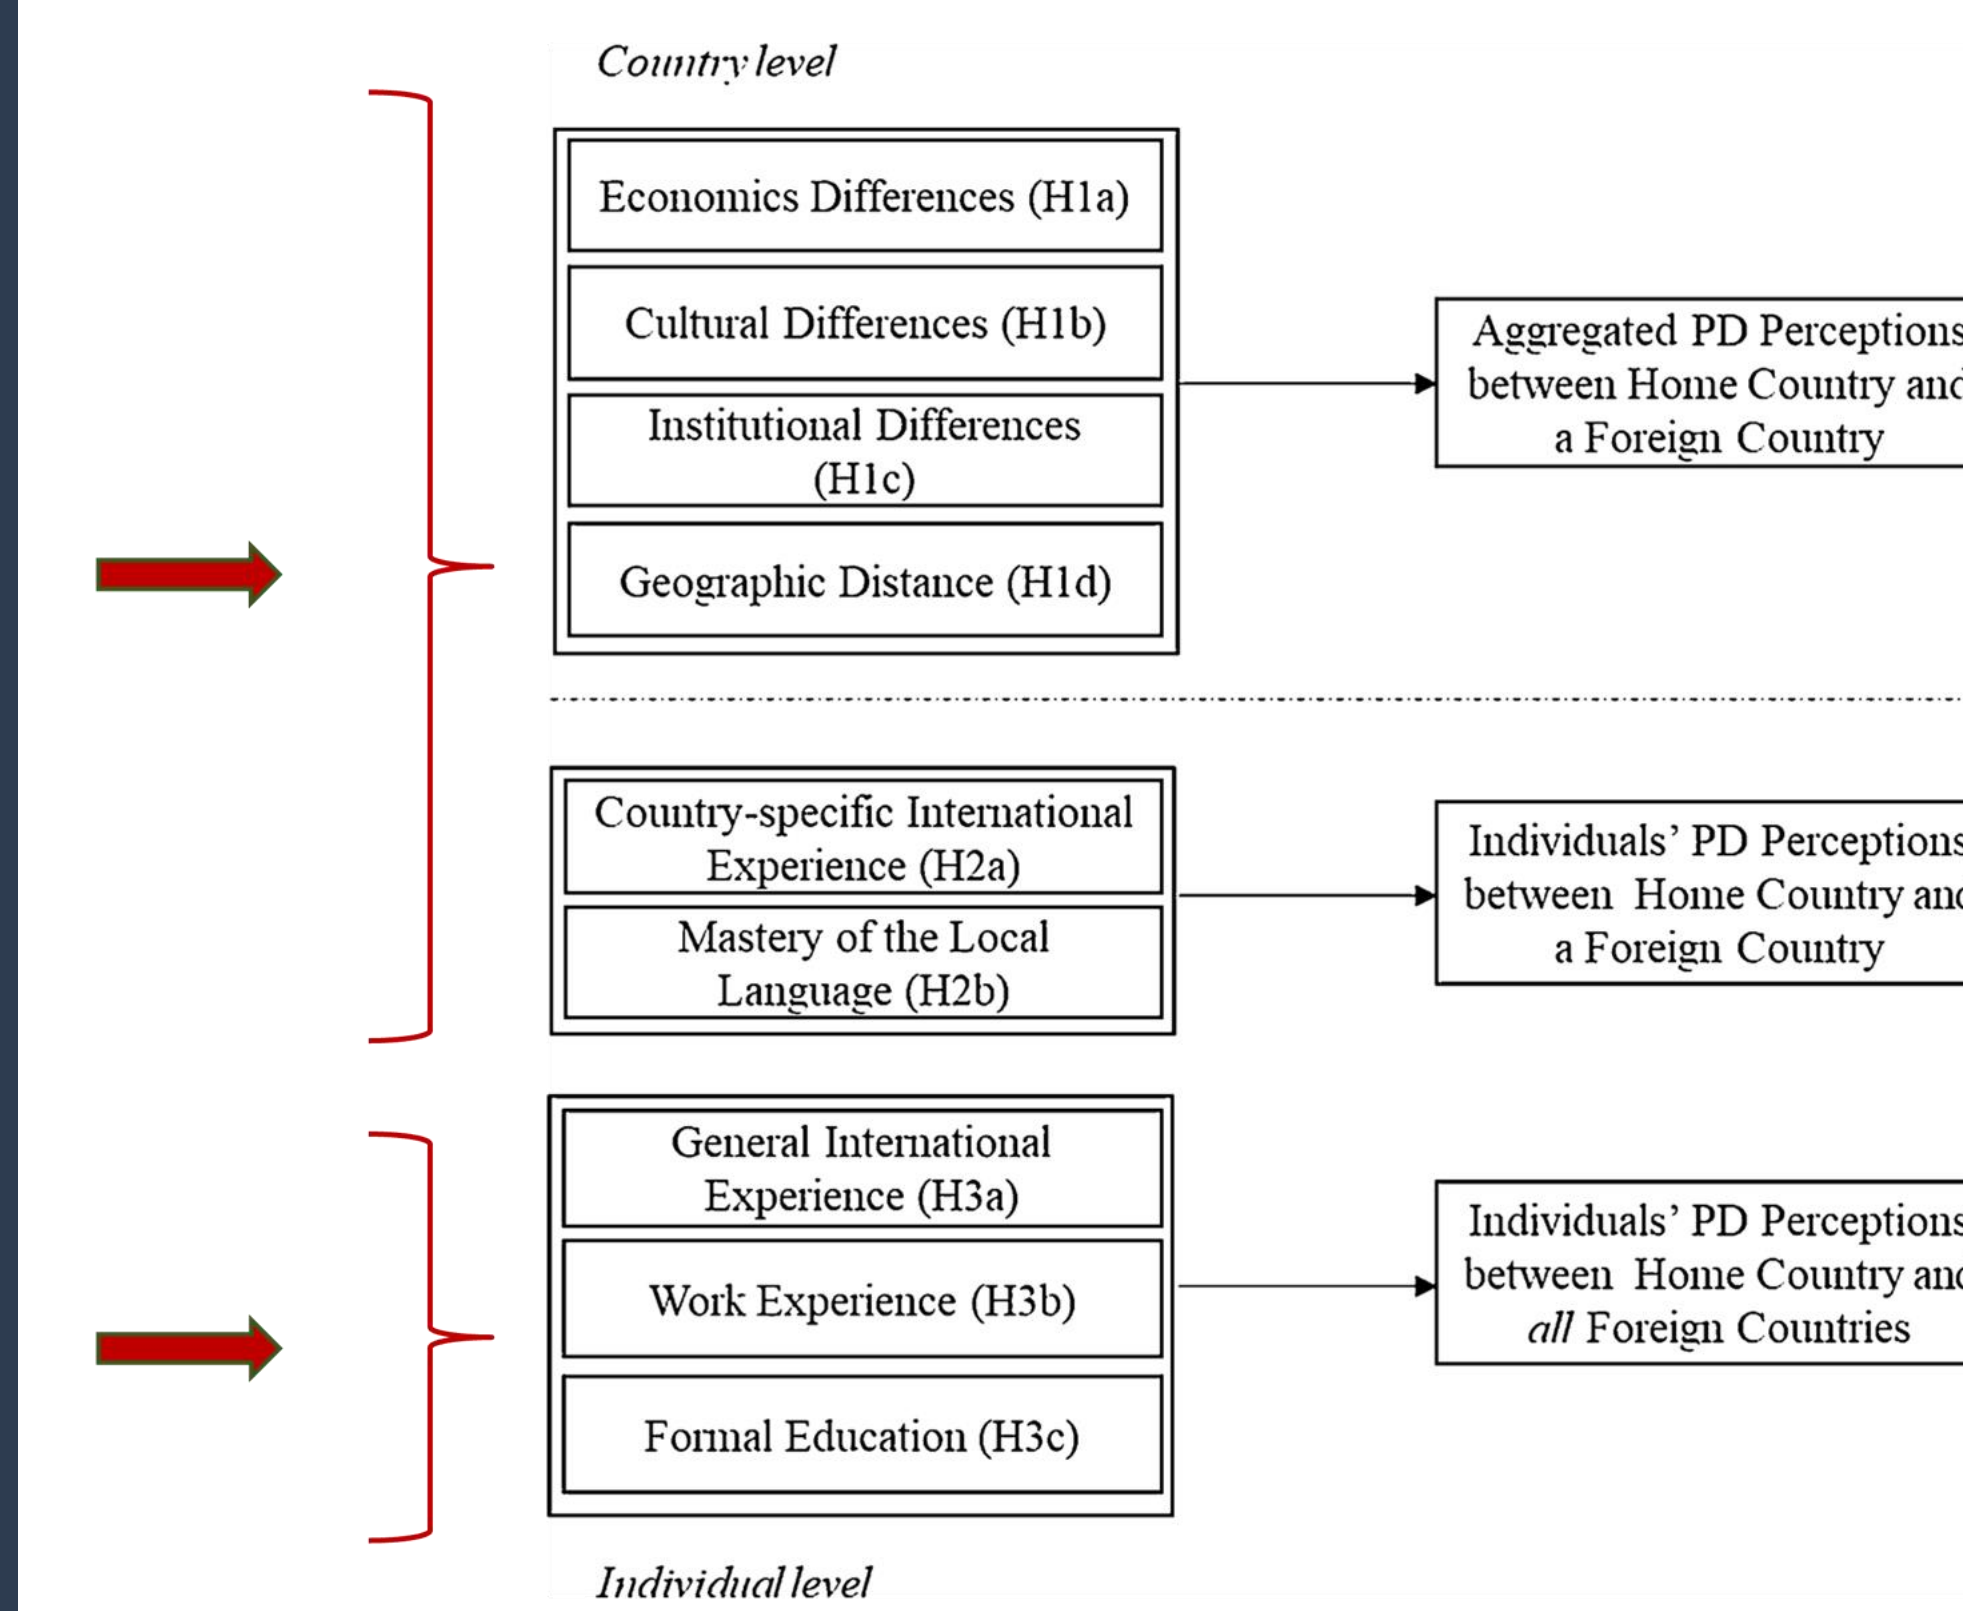 Country level
Economics Differences (H1a)
Cultural Differences (H1b)
Institutional Differences
(H1c)
Geographic Distance (H1d)
Aggregated PD Perceptions
between Home Country and
a Foreign Country
Country-specific International
Experience (H2a)
Mastery of the Local
Language (H2b)
Individuals' PD Perceptions
between Home Country and
a Foreign Country
General International
Experience (H3a)
Work Experience (H3b)
Formal Education (H3c)
Individuals' PD Perceptions
between Home Country and
all Foreign Countries
Individual level